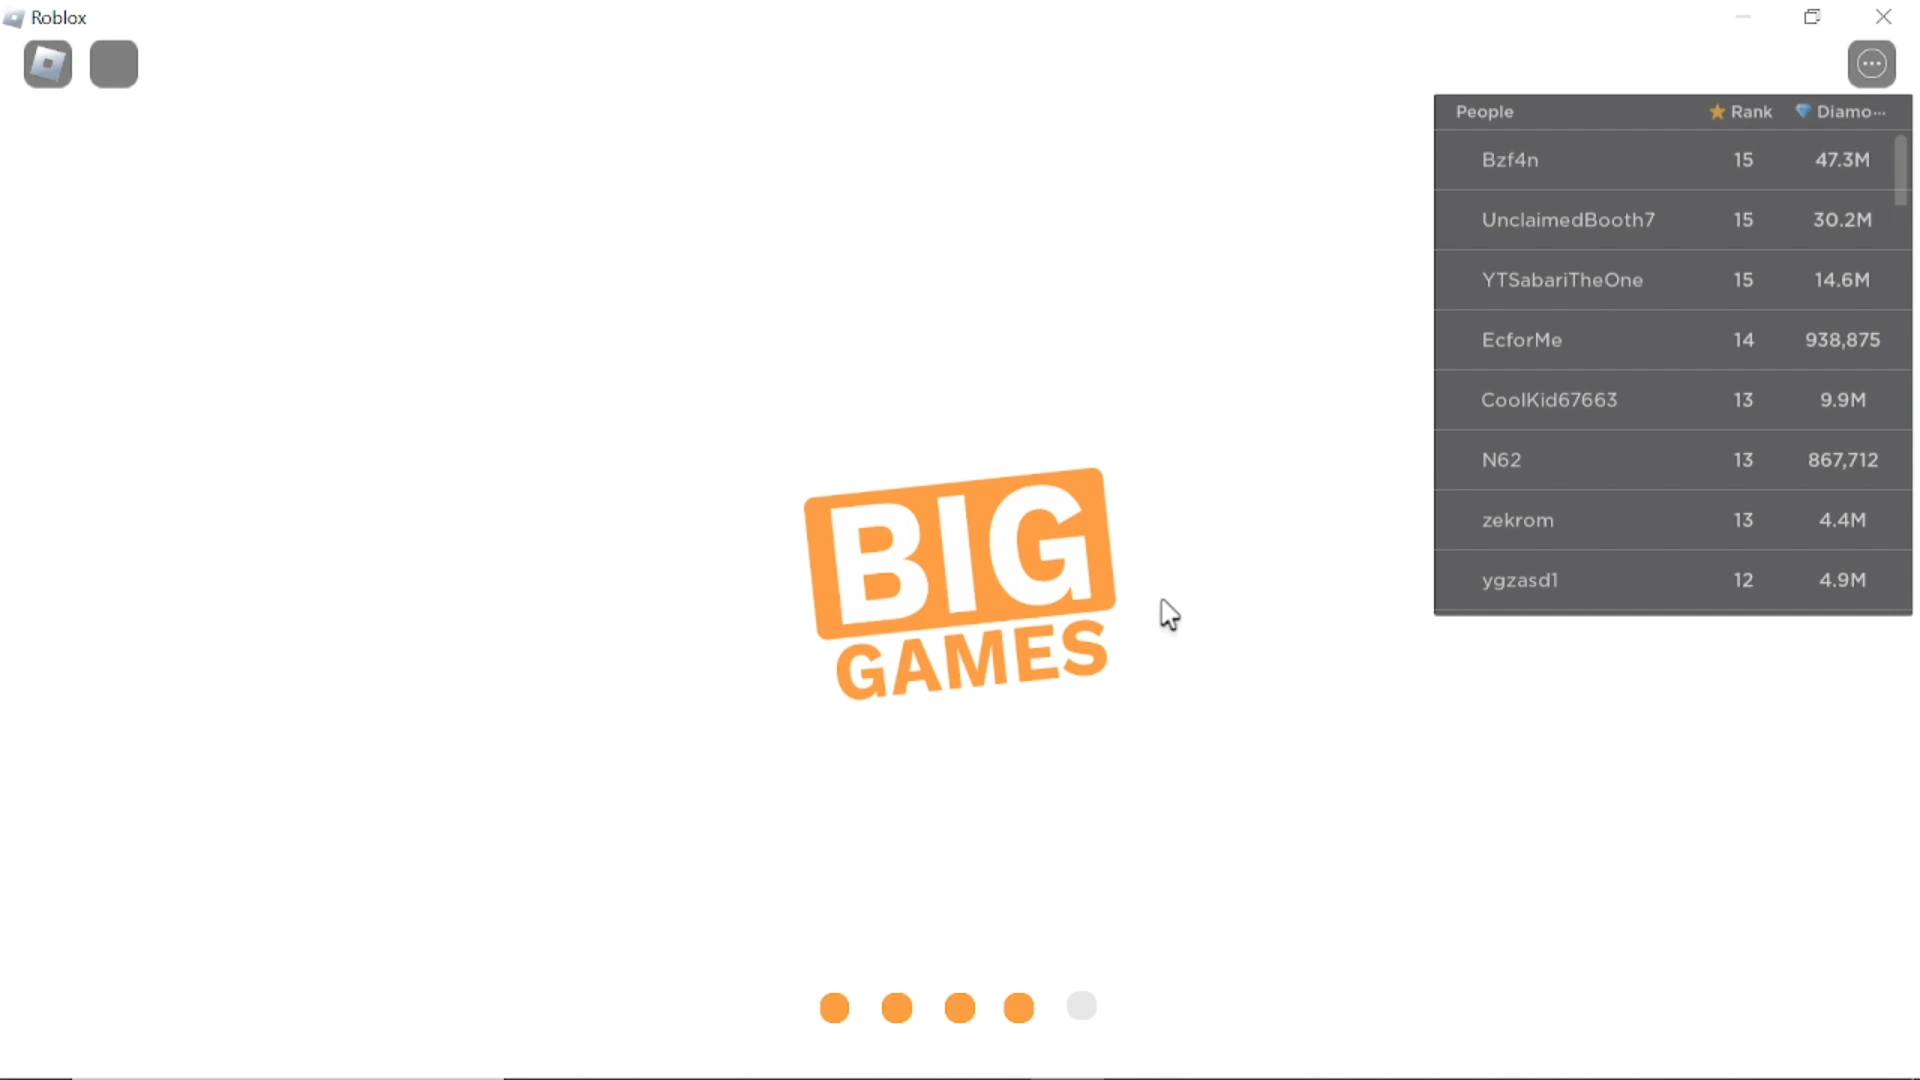 Roblox
People ⭐ Rank 💎 Diamo...
Bzf4n 15 47.3M
UnclaimedBooth7 15 30.2M
YTSabariTheOne 15 14.6M
EcforMe 14 938,875
CoolKid67663 13 9.9M
N62 13 867,712
zekrom 13 4.4M
ygzasd1 12 4.9M
BIG
GAMES